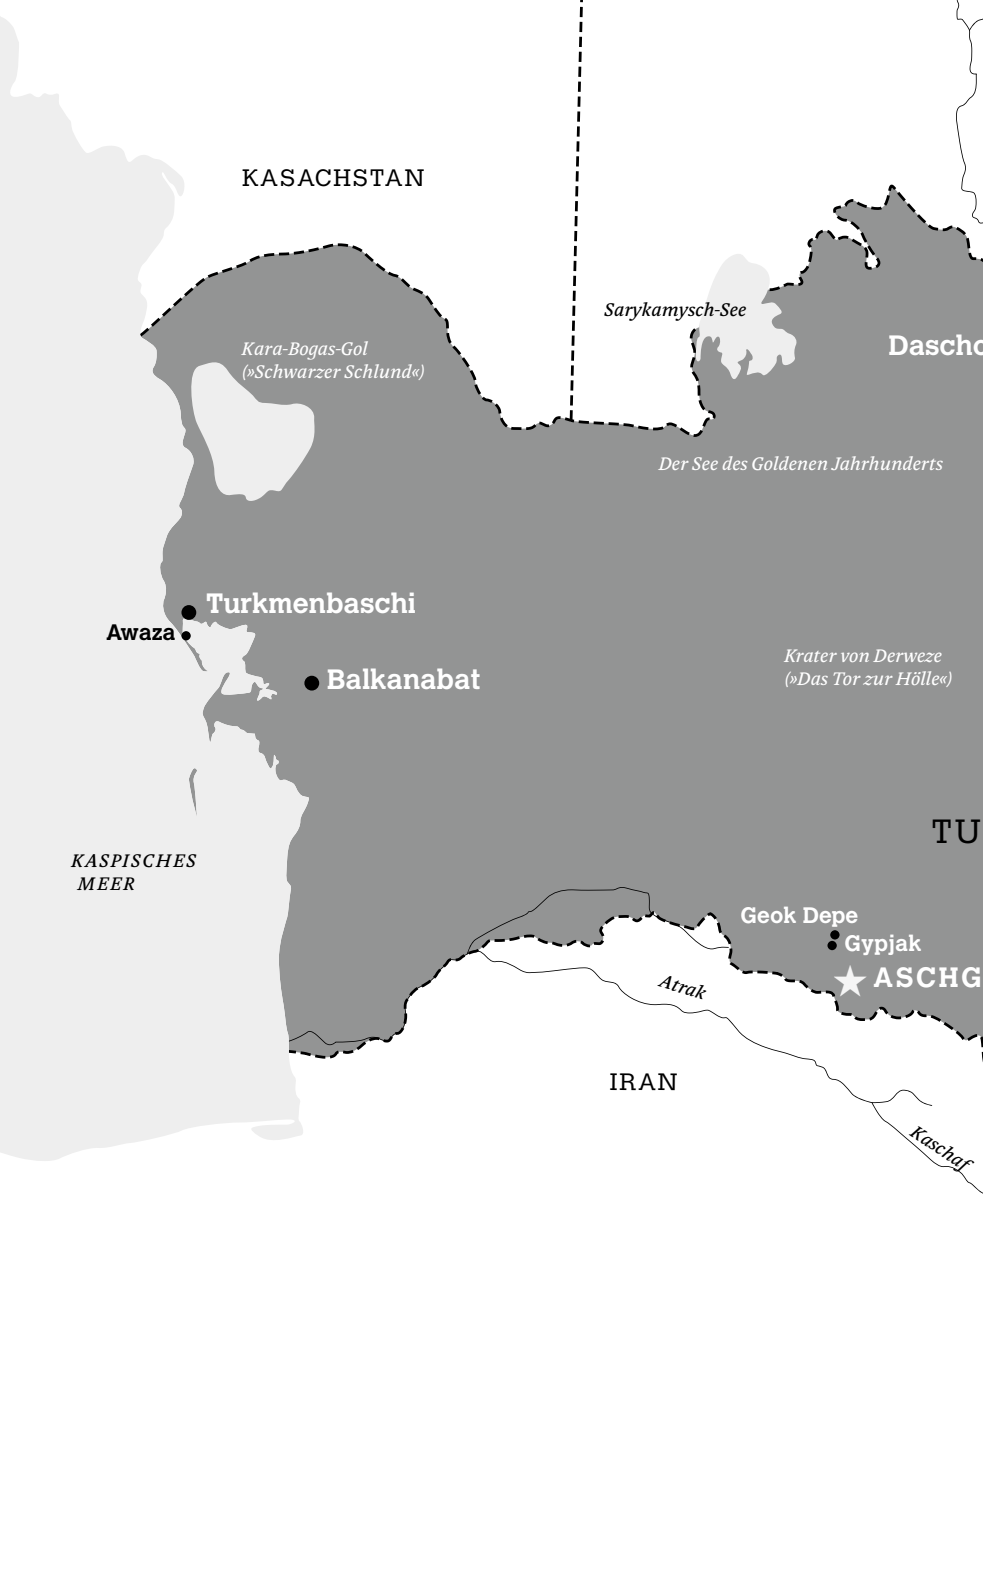 KASACHSTAN
Sarykamysch-See
Kara-Bogas-Gol
(»Schwarzer Schlund«)
Dascho
Der See des Goldenen Jahrhunderts
Turkmenbaschi
Awaza
Krater von Derweze
(»Das Tor zur Hölle«)
Balkanabat
TU
KASPISCHES
MEER
Geok Depe
Gypjak
ASCHG
Atrak
IRAN
Kaschaf